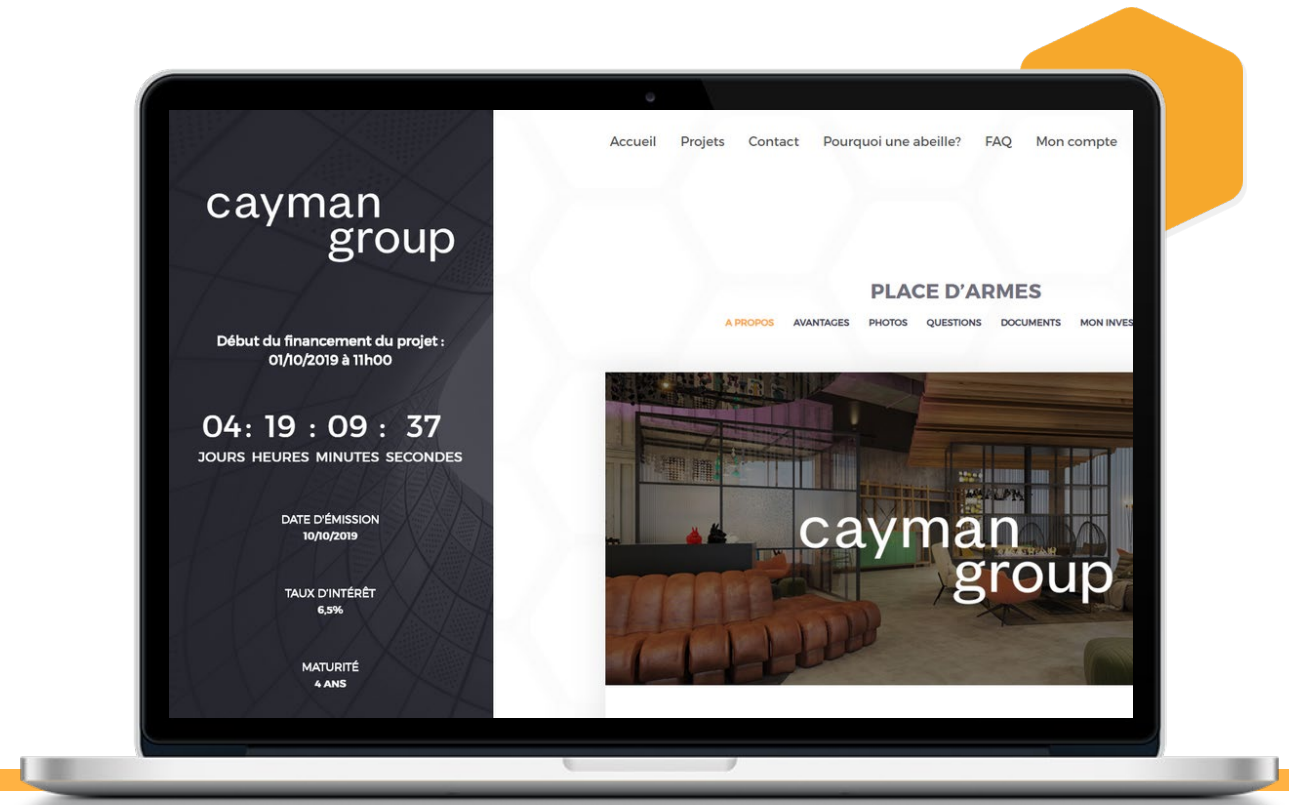 cayman
group
Début du financement du projet :
01/10/2019 à 11h00
04: 19 : 09 : 37
JOURS HEURES MINUTES SECONDES
DATE D'ÉMISSION
10/10/2019
TAUX D'INTÉRÊT
6,5%
MATURITÉ
4 ANS
Accueil Projets Contact Pourquoi une abeille? FAQ Mon compte
PLACE D'ARMES
A PROPOS AVANTAGES PHOTOS QUESTIONS DOCUMENTS MON INVES
cayman
group